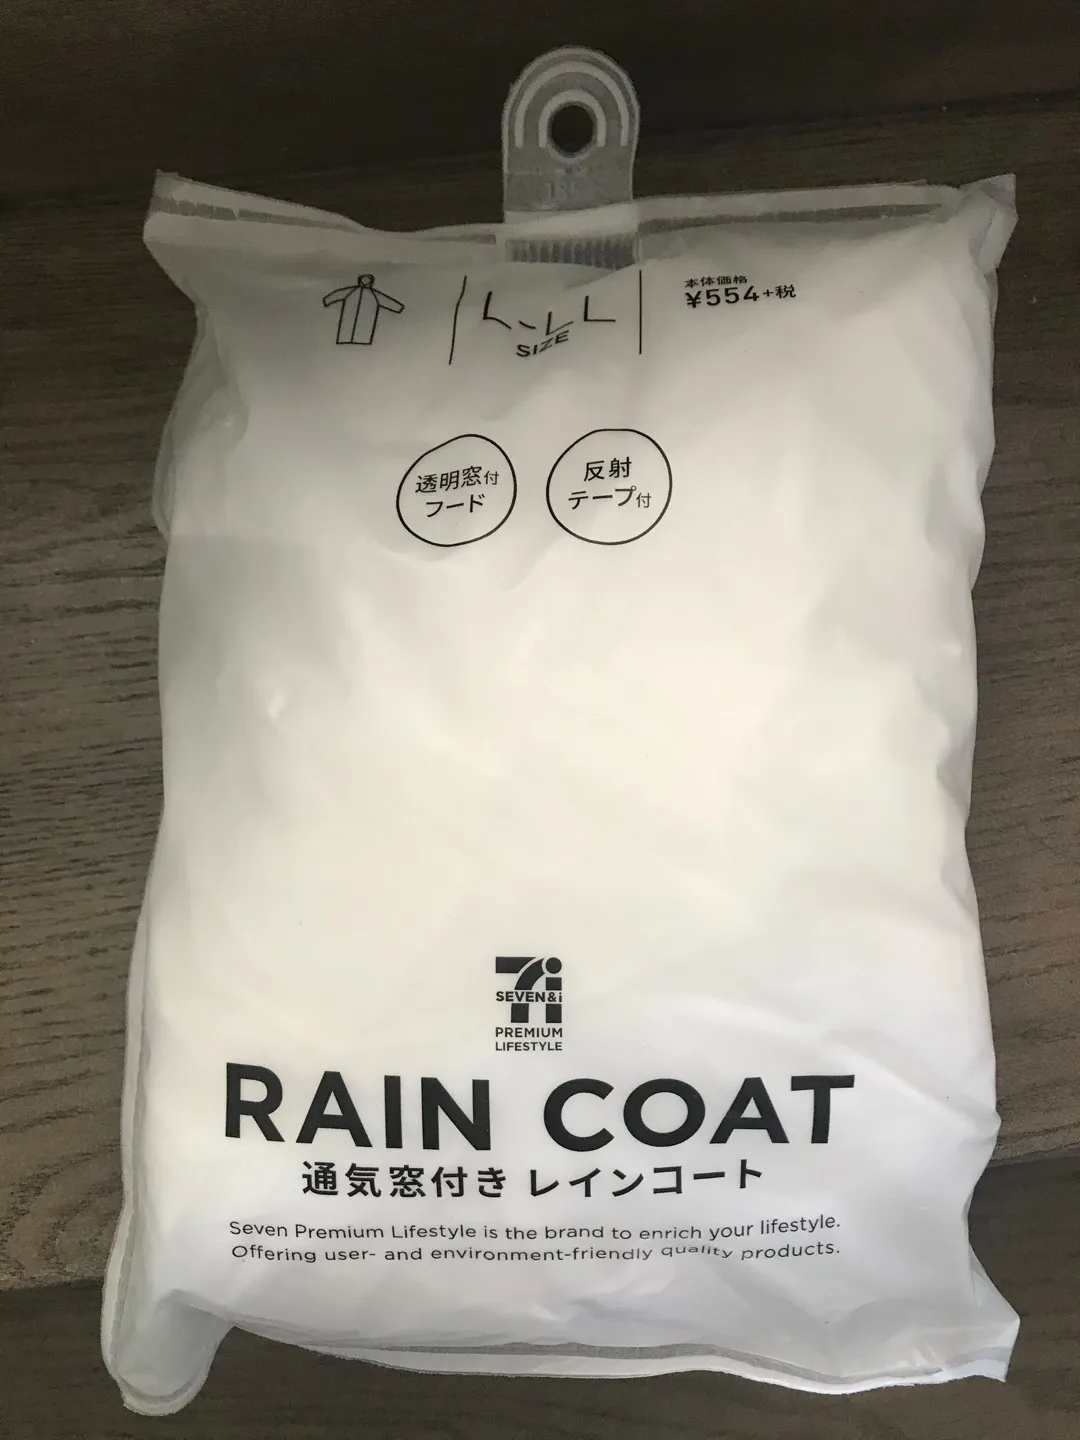 L-LL
SIZE
本体価格
¥554+税
透明窓付
フード
反射
テープ付
SEVEN&i
PREMIUM
LIFESTYLE
RAIN COAT
通気窓付き レインコート
Seven Premium Lifestyle is the brand to enrich your lifestyle.
Offering user- and environment-friendly quality products.